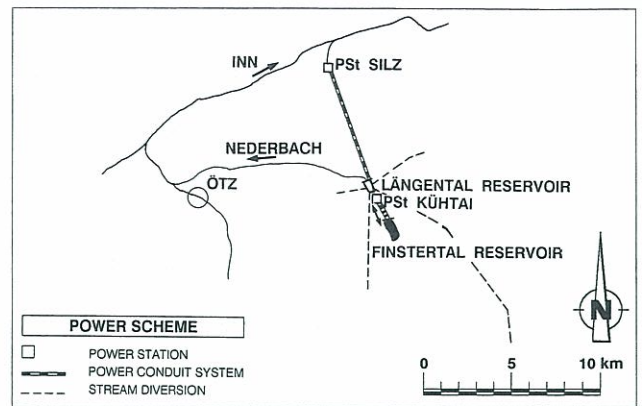 INN
PSt SILZ
NEDERBACH
ÖTZ
LÄNGENTAL RESERVOIR
PSt KÜHTAI
FINSTERTAL RESERVOIR
POWER SCHEME
POWER STATION
POWER CONDUIT SYSTEM
STREAM DIVERSION
N
0 5 10 km